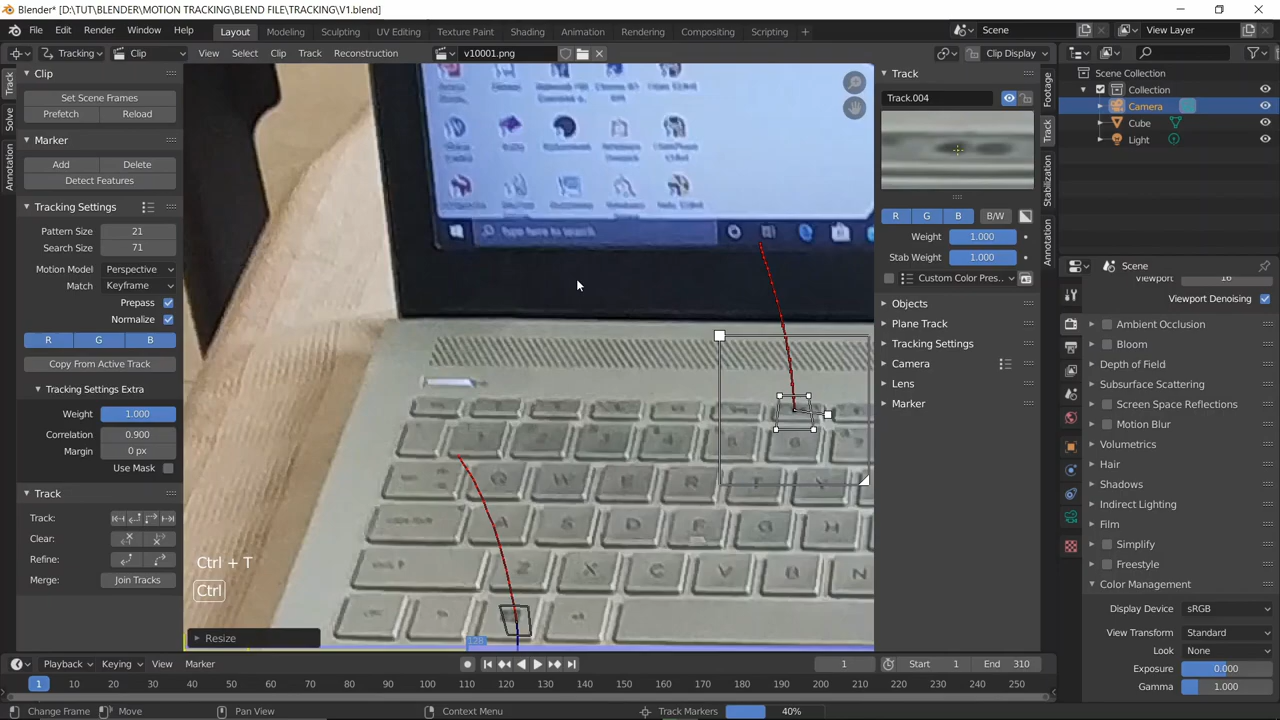 Blender* [D:\TUT\BLENDER\MOTION TRACKING\BLEND FILE\TRACKING\V1.blend]
File Edit Render Window Help Layout Modeling Sculpting UV Editing Texture Paint Shading Animation Rendering Compositing Scripting + Scene View Layer
Tracking Clip View Select Clip Track Reconstruction v10001.png Clip Display
Track
Solve
Annotation
Clip
Set Scene Frames
Prefetch Reload
Marker
Add Delete
Detect Features
Tracking Settings
Pattern Size 21
Search Size 71
Motion Model Perspective
Match Keyframe
Prepass
Normalize
R G B
Copy From Active Track
Tracking Settings Extra
Weight 1.000
Correlation 0.900
Margin 0 px
Use Mask
Track
Track:
Clear:
Refine:
Merge: Join Tracks
Type here to search
Q W E R T Y
A S D F G H
Z X C V B N
Ctrl + T
Ctrl
Resize
128
Track
Track.004
R G B B/W
Weight 1.000
Stab Weight 1.000
Custom Color Pres..
Objects
Plane Track
Tracking Settings
Camera
Lens
Marker
Footage
Track
Stabilization
Annotation
Scene Collection
Collection
Camera
Cube
Light
Scene
Viewport 16
Viewport Denoising
Ambient Occlusion
Bloom
Depth of Field
Subsurface Scattering
Screen Space Reflections
Motion Blur
Volumetrics
Hair
Shadows
Indirect Lighting
Film
Simplify
Freestyle
Color Management
Display Device sRGB
View Transform Standard
Look None
Exposure 0.000
Gamma 1.000
Playback Keying View Marker 1 Start 1 End 310
1 10 20 30 40 50 60 70 80 90 100 110 120 130 140 150 160 170 180 190 200 210 220 230 240 250
Change Frame Move Pan View Context Menu Track Markers 40%